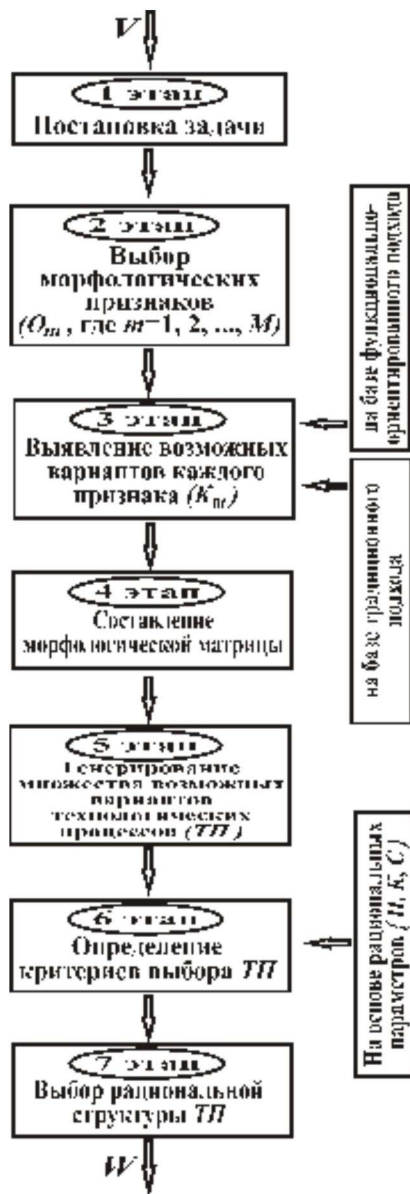 V
1 этап
Постановка задачи
2 этап
Выбор
морфологических
признаков
(Oₘ, где m=1, 2, ..., M)
3 этап
Выявление возможных
вариантов каждого
признака (Kₘ)
на базе функционально-
ориентированного подхода
на базе традиционного
подхода
4 этап
Составление
морфологической матрицы
5 этап
Генерирование
множества возможных
вариантов
технологических
процессов (ТП)
6 этап
Определение
критериев выбора ТП
На основе рациональных
параметров ( П, К, С )
7 этап
Выбор рациональной
структуры ТП
W